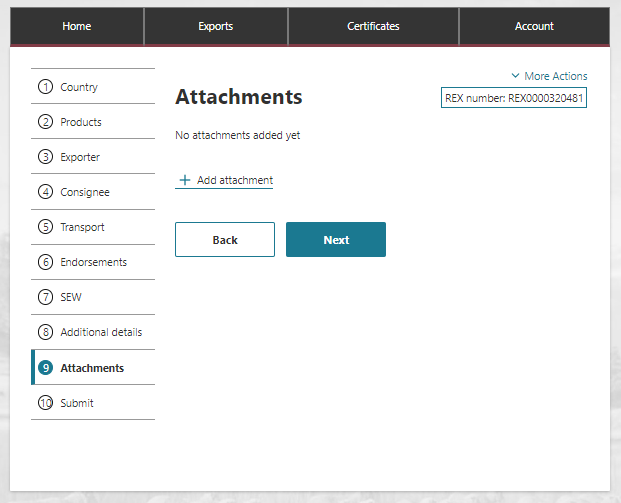 Home
Exports
Certificates
Account
More Actions
REX number: REX0000320481
1 Country
2 Products
3 Exporter
4 Consignee
5 Transport
6 Endorsements
7 SEW
8 Additional details
9 Attachments
10 Submit
Attachments
No attachments added yet
+ Add attachment
Back
Next